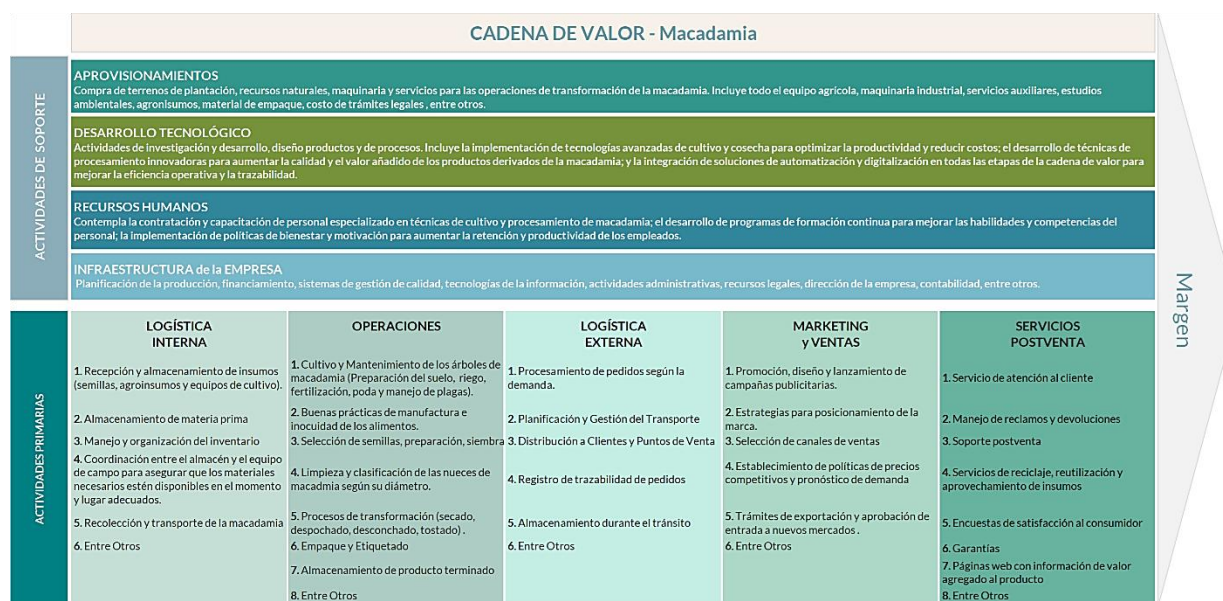 CADENA DE VALOR - Macadamia
ACTIVIDADES DE SOPORTE
APROVISIONAMIENTOS
Compra de terrenos de plantación, recursos naturales, maquinaria y servicios para las operaciones de transformación de la macadamia. Incluye todo el equipo agrícola, maquinaria industrial, servicios auxiliares, estudios
ambientales, agronisumos, material de empaque, costo de trámites legales , entre otros.
DESARROLLO TECNOLÓGICO
Actividades de investigación y desarrollo, diseño productos y de procesos. Incluye la implementación de tecnologías avanzadas de cultivo y cosecha para optimizar la productividad y reducir costos; el desarrollo de técnicas de
procesamiento innovadoras para aumentar la calidad y el valor añadido de los productos derivados de la macadamia; y la integración de soluciones de automatización y digitalización en todas las etapas de la cadena de valor para
mejorar la eficiencia operativa y la trazabilidad.
RECURSOS HUMANOS
Contempla la contratación y capacitación de personal especializado en técnicas de cultivo y procesamiento de macadamia; el desarrollo de programas de formación continua para mejorar las habilidades y competencias del
personal; la implementación de políticas de bienestar y motivación para aumentar la retención y productividad de los empleados.
INFRAESTRUCTURA de la EMPRESA
Planificación de la producción, financiamiento, sistemas de gestión de calidad, tecnologías de la información, actividades administrativas, recursos legales, dirección de la empresa, contabilidad, entre otros.
Margen
ACTIVIDADES PRIMARIAS
LOGÍSTICA
INTERNA
1. Recepción y almacenamiento de insumos
(semillas, agroinsumos y equipos de cultivo).
2. Almacenamiento de materia prima
3. Manejo y organización del inventario
4. Coordinación entre el almacén y el equipo
de campo para asegurar que los materiales
necesarios estén disponibles en el momento
y lugar adecuados.
5. Recolección y transporte de la macadamia
6. Entre Otros
OPERACIONES
1. Cultivo y Mantenimiento de los árboles de
macadamia (Preparación del suelo, riego,
fertilización, poda y manejo de plagas).
2. Buenas prácticas de manufactura e
inocuidad de los alimentos.
3. Selección de semillas, preparación, siembra
4. Limpieza y clasificación de las nueces de
macadmia según su diámetro.
5. Procesos de transformación (secado,
despochado, desconchado, tostado) .
6. Empaque y Etiquetado
7. Almacenamiento de producto terminado
8. Entre Otros
LOGÍSTICA
EXTERNA
1. Procesamiento de pedidos según la
demanda.
2. Planificación y Gestión del Transporte
3. Distribución a Clientes y Puntos de Venta
4. Registro de trazabilidad de pedidos
5. Almacenamiento durante el tránsito
6. Entre Otros
MARKETING
y VENTAS
1. Promoción, diseño y lanzamiento de
campañas publicitarias.
2. Estrategias para posicionamiento de la
marca.
3. Selección de canales de ventas
4. Establecimiento de políticas de precios
competitivos y pronóstico de demanda
5. Trámites de exportación y aprobación de
entrada a nuevos mercados .
6. Entre Otros
SERVICIOS
POSTVENTA
1. Servicio de atención al cliente
2. Manejo de reclamos y devoluciones
3. Soporte postventa
4. Servicios de reciclaje, reutilización y
aprovechamiento de insumos
5. Encuestas de satisfacción al consumidor
6. Garantías
7. Páginas web con información de valor
agregado al producto
8. Entre Otros